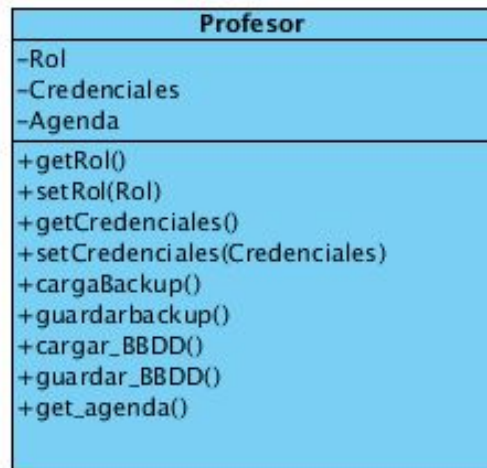 Profesor
-Rol
-Credenciales
-Agenda
+getRol()
+setRol(Rol)
+getCredenciales()
+setCredenciales(Credenciales)
+cargaBackup()
+guardarbackup()
+cargar_BBDD()
+guardar_BBDD()
+get_agenda()